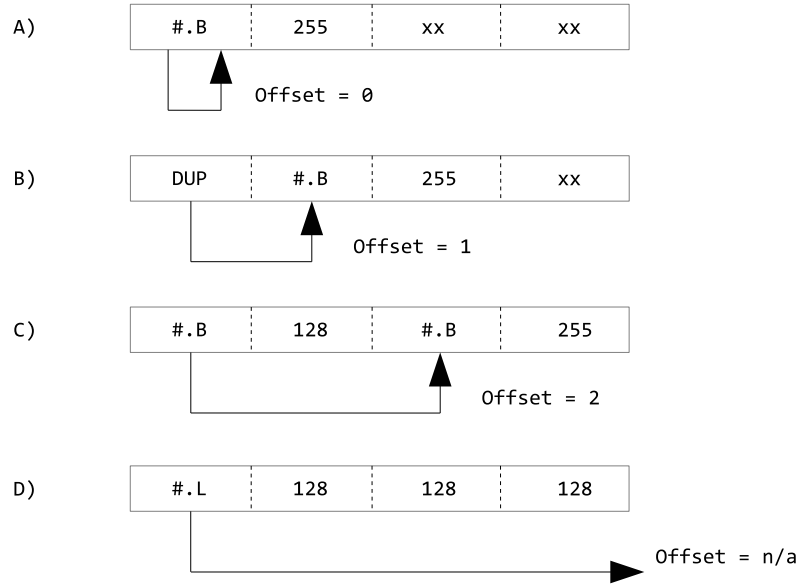 A) #.B 255 xx xx
Offset = 0
B) DUP #.B 255 xx
Offset = 1
C) #.B 128 #.B 255
Offset = 2
D) #.L 128 128 128
Offset = n/a